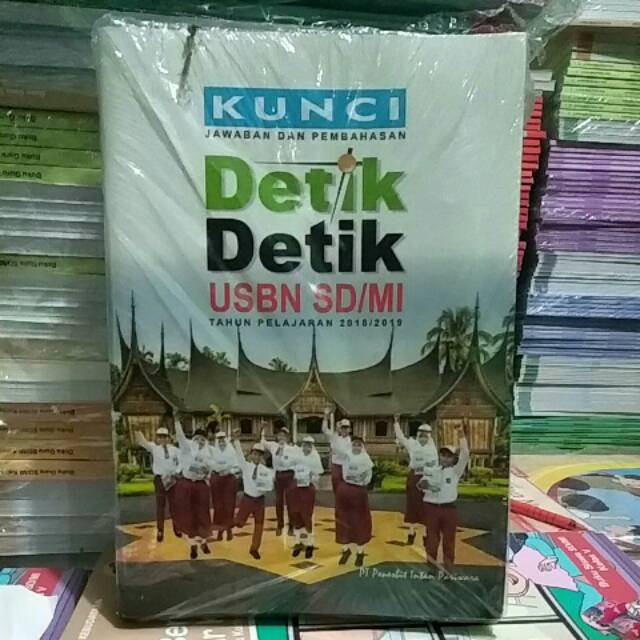 KUNCI
JAWABAN DAN PEMBAHASAN
Detik
Detik
USBN SD/MI
TAHUN PELAJARAN 2018/2019
PT Penerbit Intan Pariwara